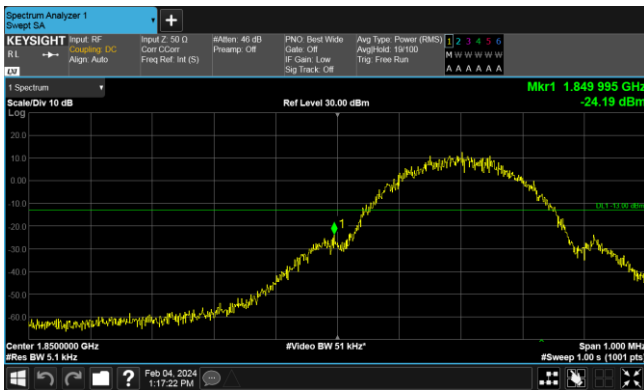 Spectrum Analyzer 1
Swept SA
+
KEYSIGHT Input: RF Input Z: 50 Ω #Atten: 46 dB PNO: Best Wide Avg Type: Power (RMS) 1 2 3 4 5 6
RL Coupling: DC Corr CCorr Preamp: Off Gate: Off Avg|Hold: 19/100 M W W W W W
Align: Auto Freq Ref: Int (S) IF Gain: Low Trig: Free Run
Sig Track: Off A A A A A A
LXI
1 Spectrum Mkr1 1.849 995 GHz
Scale/Div 10 dB Ref Level 30.00 dBm -24.19 dBm
Log
20.0
10.0
0.00
DL1 -13.00 dBm
-10.0
1
-20.0
-30.0
-40.0
-50.0
-60.0
Center 1.8500000 GHz #Video BW 51 kHz* Span 1.000 MHz
#Res BW 5.1 kHz #Sweep 1.00 s (1001 pts)
? Feb 04, 2024
1:17:22 PM